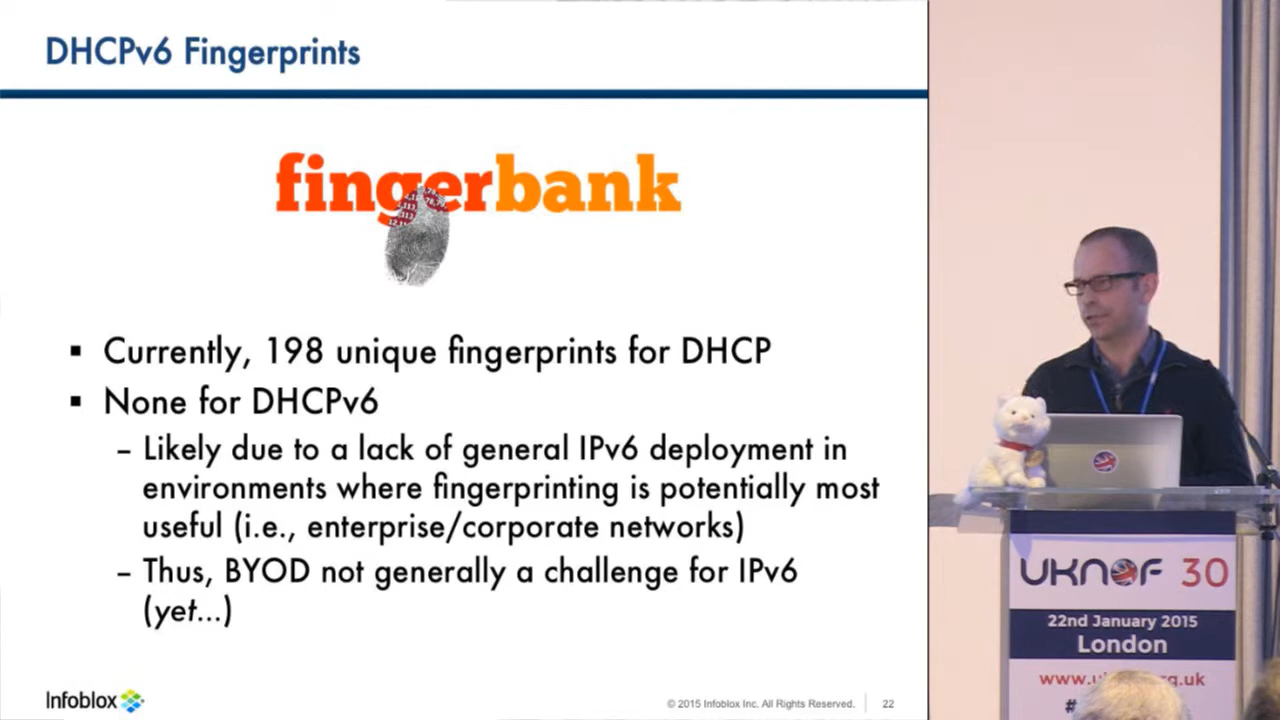 DHCPv6 Fingerprints
fingerbank
▪ Currently, 198 unique fingerprints for DHCP
▪ None for DHCPv6
– Likely due to a lack of general IPv6 deployment in
environments where fingerprinting is potentially most
useful (i.e., enterprise/corporate networks)
– Thus, BYOD not generally a challenge for IPv6
(yet...)
Infoblox
© 2015 Infoblox Inc. All Rights Reserved.
22
UKNOF 30
22nd January 2015
London